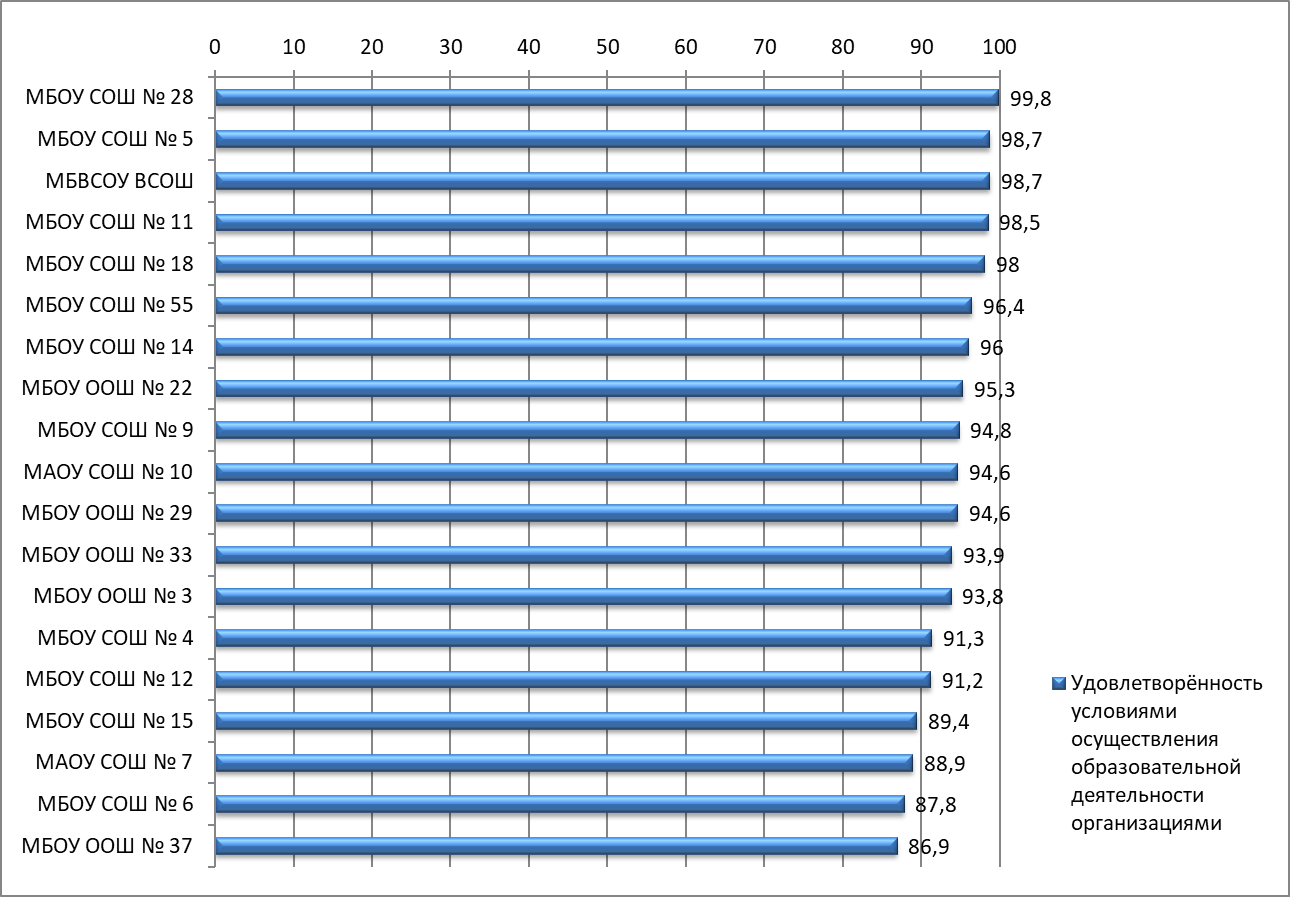 0 10 20 30 40 50 60 70 80 90 100
МБОУ СОШ № 28 99,8
МБОУ СОШ № 5 98,7
МБВСОУ ВСОШ 98,7
МБОУ СОШ № 11 98,5
МБОУ СОШ № 18 98
МБОУ СОШ № 55 96,4
МБОУ СОШ № 14 96
МБОУ ООШ № 22 95,3
МБОУ СОШ № 9 94,8
МАОУ СОШ № 10 94,6
МБОУ ООШ № 29 94,6
МБОУ ООШ № 33 93,9
МБОУ ООШ № 3 93,8
МБОУ СОШ № 4 91,3
МБОУ СОШ № 12 91,2
МБОУ СОШ № 15 89,4
МАОУ СОШ № 7 88,9
МБОУ СОШ № 6 87,8
МБОУ ООШ № 37 86,9
Удовлетворённость
условиями
осуществления
образовательной
деятельности
организациями